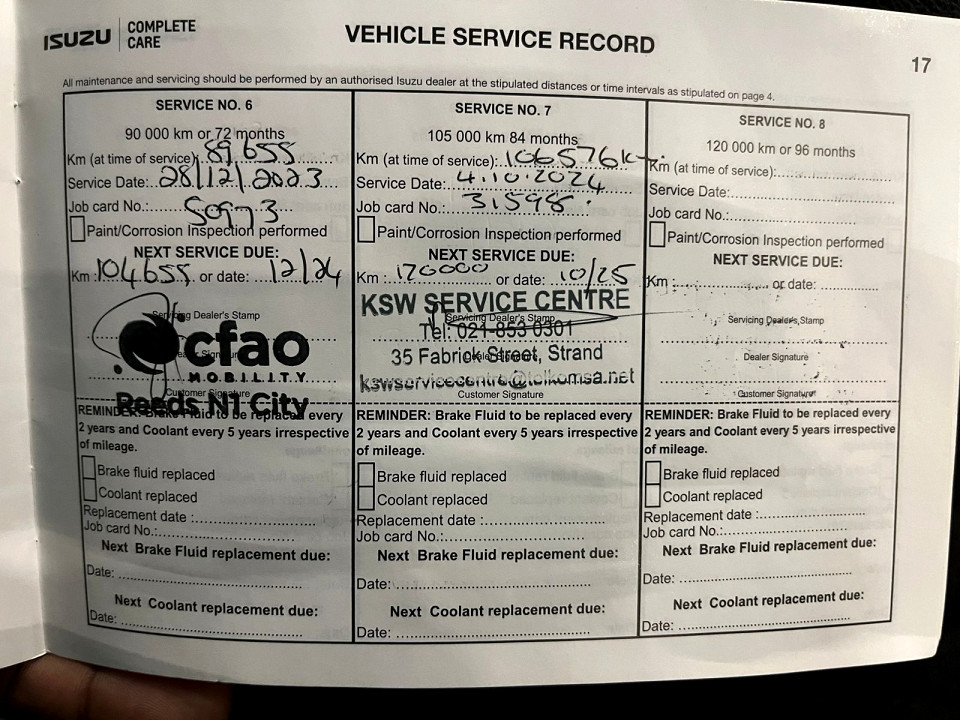 ISUZU COMPLETE CARE
VEHICLE SERVICE RECORD
17
All maintenance and servicing should be performed by an authorised Isuzu dealer at the stipulated distances or time intervals as stipulated on page 4.
SERVICE NO. 6
90 000 km or 72 months
Km (at time of service): 89655
Service Date: 28/12/2023
Job card No.: 50973
Paint/Corrosion Inspection performed
NEXT SERVICE DUE:
Km : 104655 or date: 12/24
Servicing Dealer's Stamp
cfao
Dealer Signature
MOBILITY
Customer Signature
Reeds N1 City
REMINDER: Brake Fluid to be replaced every
2 years and Coolant every 5 years irrespective
of mileage.
Brake fluid replaced
Coolant replaced
Replacement date :
Job card No.:
Next Brake Fluid replacement due:
Date:
Next Coolant replacement due:
Date:
SERVICE NO. 7
105 000 km 84 months
Km (at time of service): 106576km
Service Date: 4.10.2024
Job card No.: 31598
Paint/Corrosion Inspection performed
NEXT SERVICE DUE:
Km : 120000 or date: 10/25
KSW SERVICE CENTRE
Servicing Dealer's Stamp
Tel: 021-853 0301
35 Fabrick Street, Strand
Dealer Signature
kswservicecentre@telkomsa.net
Customer Signature
REMINDER: Brake Fluid to be replaced every
2 years and Coolant every 5 years irrespective
of mileage.
Brake fluid replaced
Coolant replaced
Replacement date :
Job card No.:
Next Brake Fluid replacement due:
Date:
Next Coolant replacement due:
Date:
SERVICE NO. 8
120 000 km or 96 months
Km (at time of service):
Service Date:
Job card No.:
Paint/Corrosion Inspection performed
NEXT SERVICE DUE:
Km : or date:
Servicing Dealer's Stamp
Dealer Signature
Customer Signature
REMINDER: Brake Fluid to be replaced every
2 years and Coolant every 5 years irrespective
of mileage.
Brake fluid replaced
Coolant replaced
Replacement date :
Job card No.:
Next Brake Fluid replacement due:
Date:
Next Coolant replacement due:
Date: